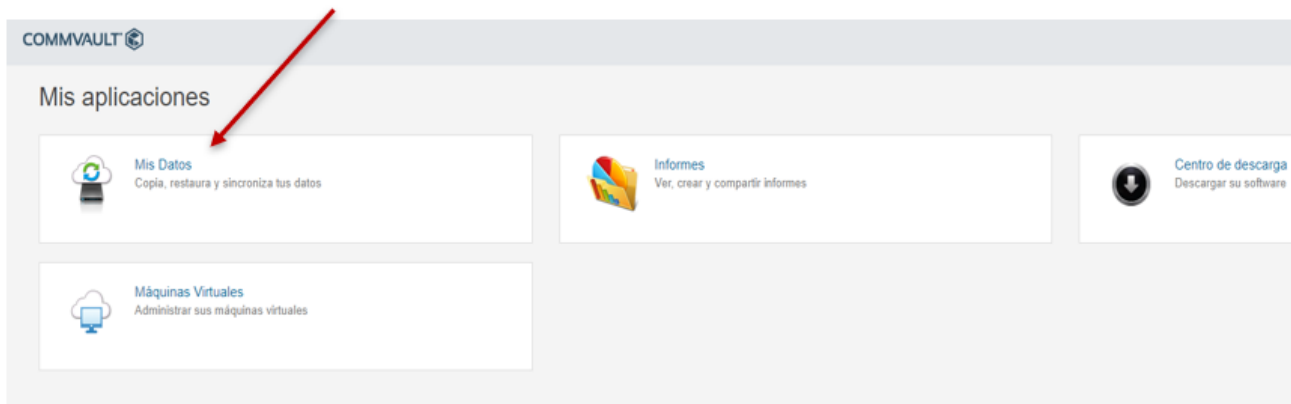 COMMVAULT
Mis aplicaciones
Mis Datos
Copia, restaura y sincroniza tus datos
Informes
Ver, crear y compartir informes
Centro de descarga
Descargar su software
Máquinas Virtuales
Administrar sus máquinas virtuales